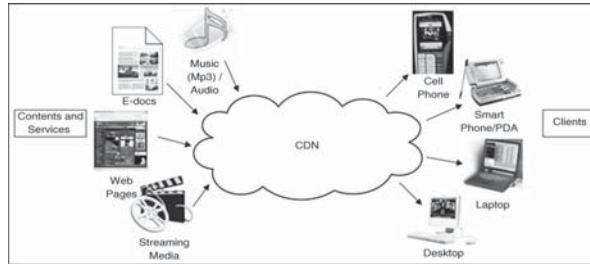 Music
(Mp3) /
Audio
E-docs
Contents and
Services
Web
Pages
Streaming
Media
CDN
Cell
Phone
Smart
Phone/PDA
Clients
Laptop
Desktop